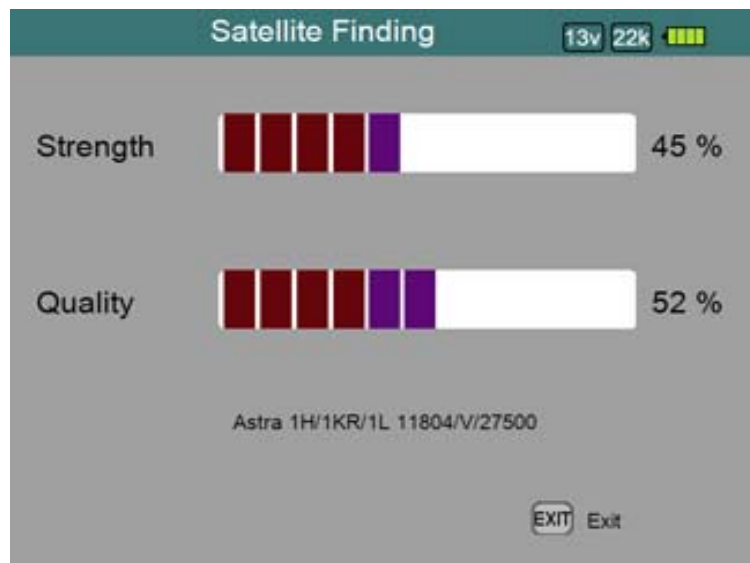 Satellite Finding 13v 22k
Strength 45 %
Quality 52 %
Astra 1H/1KR/1L 11804/V/27500
EXIT Exit